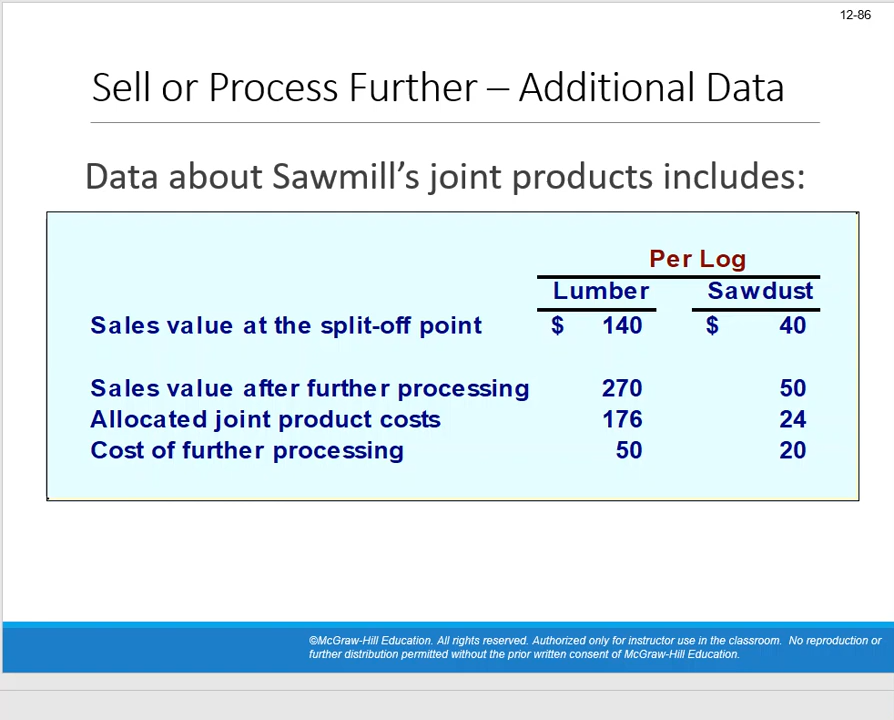 12-86
Sell or Process Further – Additional Data
Data about Sawmill’s joint products includes:
Per Log
Lumber Sawdust
Sales value at the split-off point $ 140 $ 40
Sales value after further processing 270 50
Allocated joint product costs 176 24
Cost of further processing 50 20
©McGraw-Hill Education. All rights reserved. Authorized only for instructor use in the classroom. No reproduction or
further distribution permitted without the prior written consent of McGraw-Hill Education.